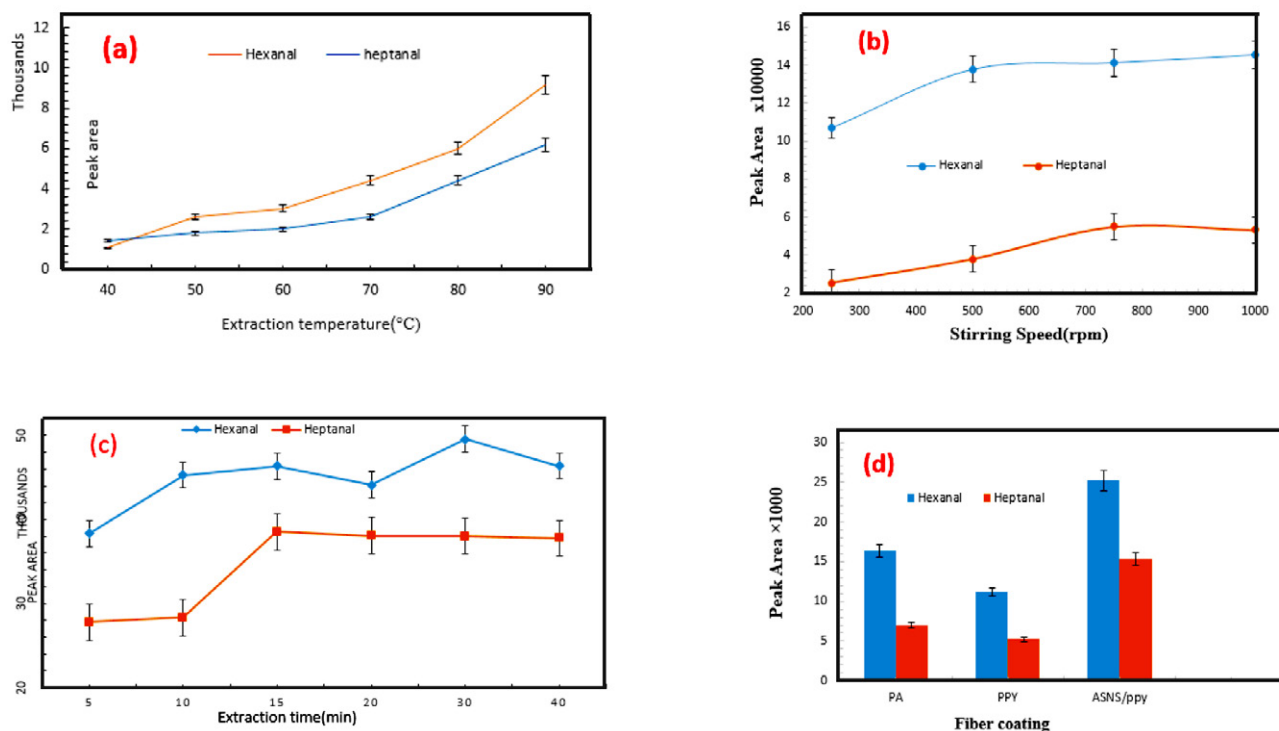 (a)
Thousands
Peak area
12
10
8
6
4
2
0
Hexanal
heptanal
40 50 60 70 80 90
Extraction temperature(°C)
(b)
Peak Area x10000
16
14
12
10
8
6
4
2
Hexanal
Heptanal
200 300 400 500 600 700 800 900 1000
Stirring Speed(rpm)
(c)
THOUSANDS
PEAK AREA
50
40
30
20
Hexanal
Heptanal
5 10 15 20 30 40
Extraction time(min)
(d)
Peak Area ×1000
30
25
20
15
10
5
0
Hexanal
Heptanal
PA PPY ASNS/ppy
Fiber coating